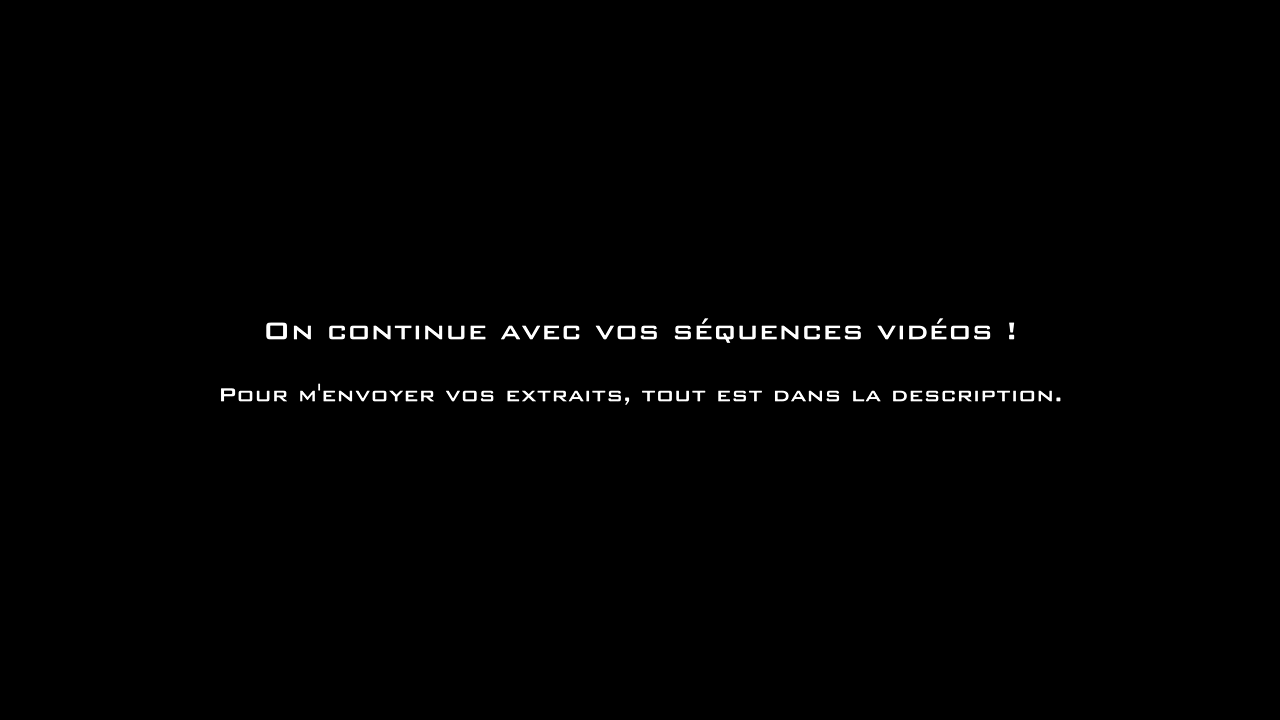 On continue avec vos séquences vidéos !
Pour m'envoyer vos extraits, tout est dans la description.